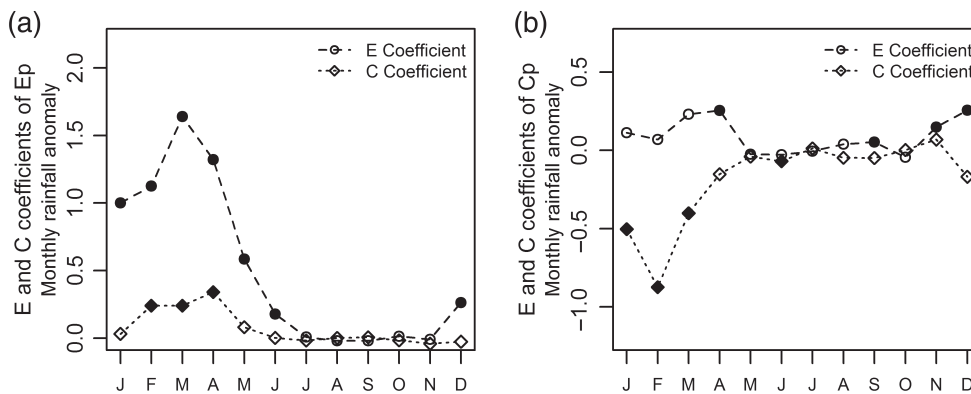 (a)
E and C coefficients of Ep
Monthly rainfall anomaly
2.0
1.5
1.0
0.5
0.0
E Coefficient
C Coefficient
J F M A M J J A S O N D
(b)
E and C coefficients of Cp
Monthly rainfall anomaly
0.5
0.0
−0.5
−1.0
E Coefficient
C Coefficient
J F M A M J J A S O N D